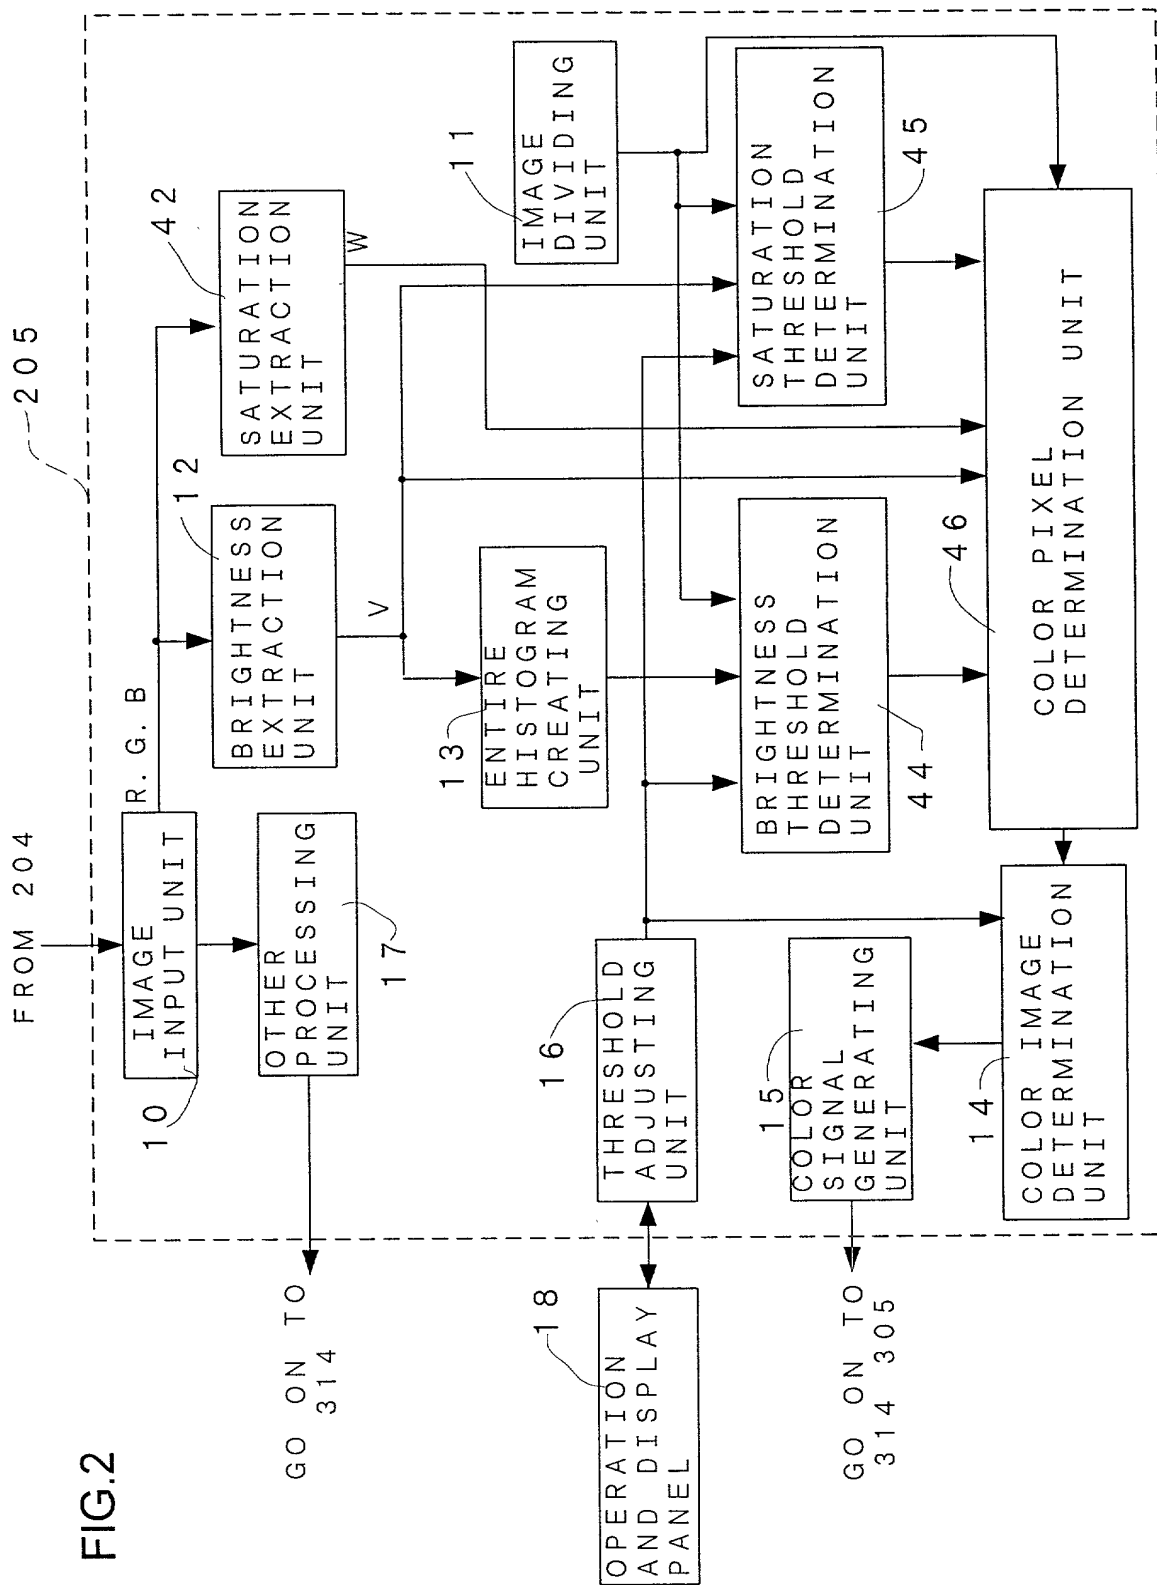 FIG.2
FROM 204
205
IMAGE
INPUT UNIT
10
R. G. B
OTHER
PROCESSING
UNIT
17
GO ON TO
314
BRIGHTNESS
EXTRACTION
UNIT
12
V
SATURATION
EXTRACTION
UNIT
42
W
ENTIRE
HISTOGRAM
CREATING
UNIT
13
IMAGE
DIVIDING
UNIT
11
OPERATION
AND DISPLAY
PANEL
18
THRESHOLD
ADJUSTING
UNIT
16
BRIGHTNESS
THRESHOLD
DETERMINATION
UNIT
44
SATURATION
THRESHOLD
DETERMINATION
UNIT
45
COLOR
SIGNAL
GENERATING
UNIT
15
GO ON TO
314 305
COLOR IMAGE
DETERMINATION
UNIT
14
COLOR PIXEL
DETERMINATION UNIT
46